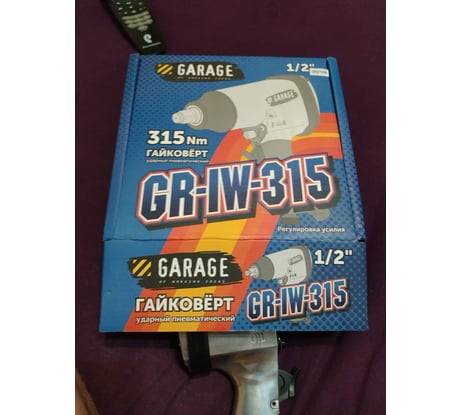 GARAGE
1/2"
315 Nm
ГАЙКОВЁРТ
ударный пневматический
GR-IW-315
Регулировка усилия
GARAGE
1/2"
ГАЙКОВЁРТ
ударный пневматический
GR-IW-315